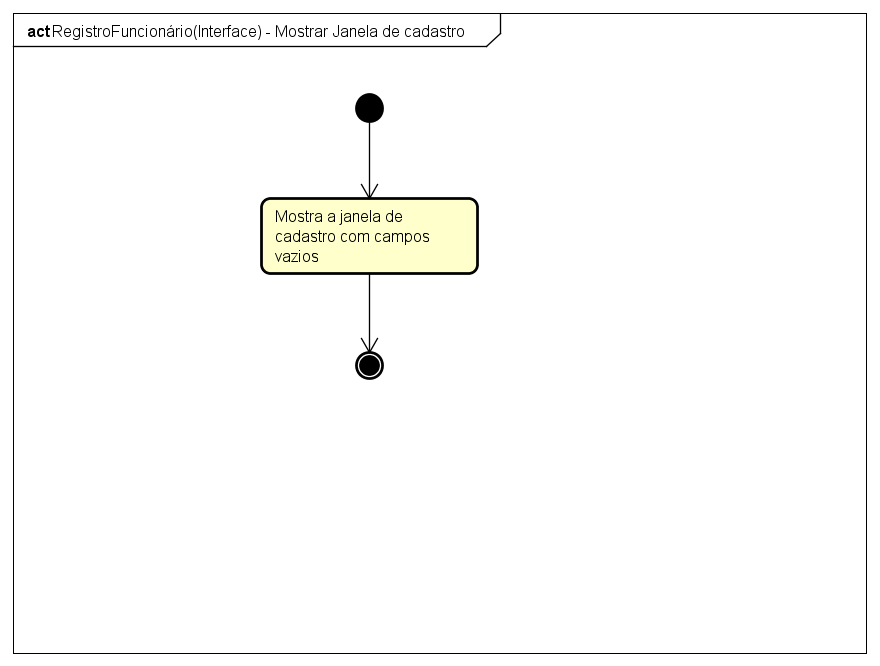 act RegistroFuncionário(Interface) - Mostrar Janela de cadastro
Mostra a janela de
cadastro com campos
vazios